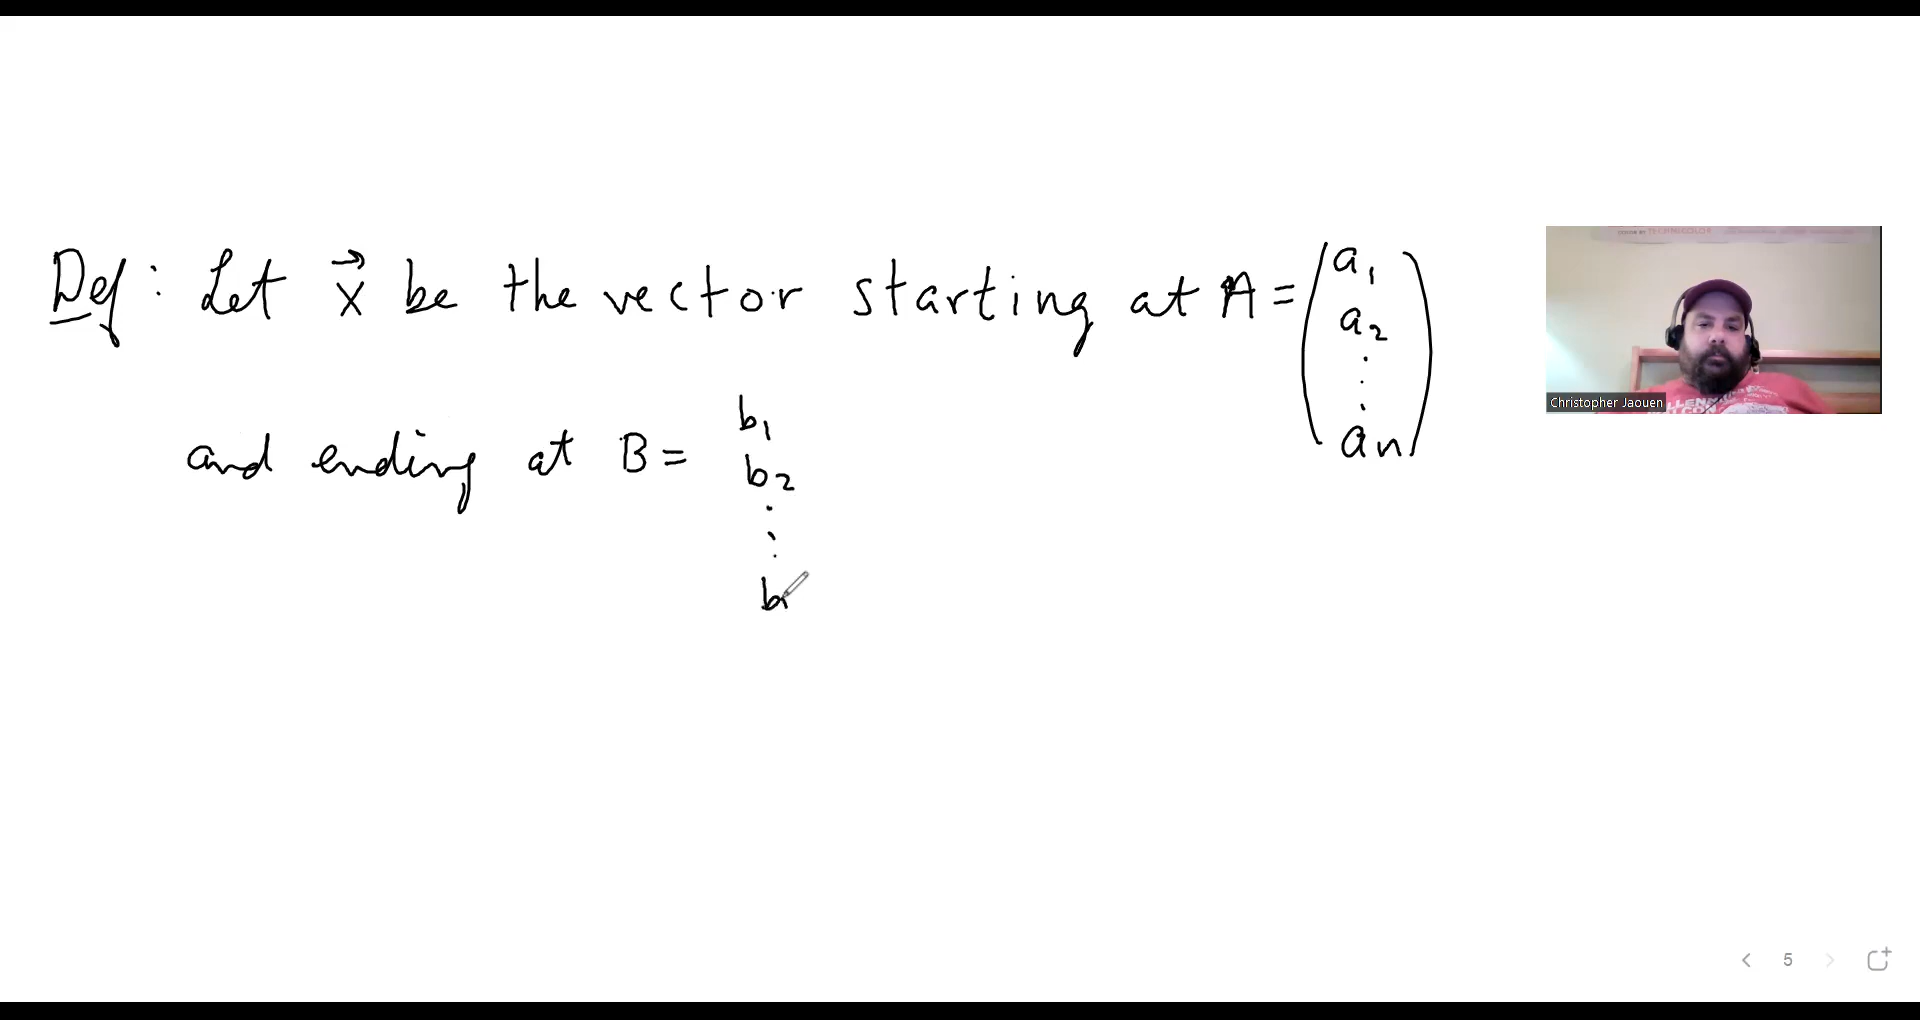 Def: Let x⃗ be the vector starting at A = (a1
a2
.
.
.
an)
and ending at B = b1
b2
.
.
.
b
Christopher Jaouen
5